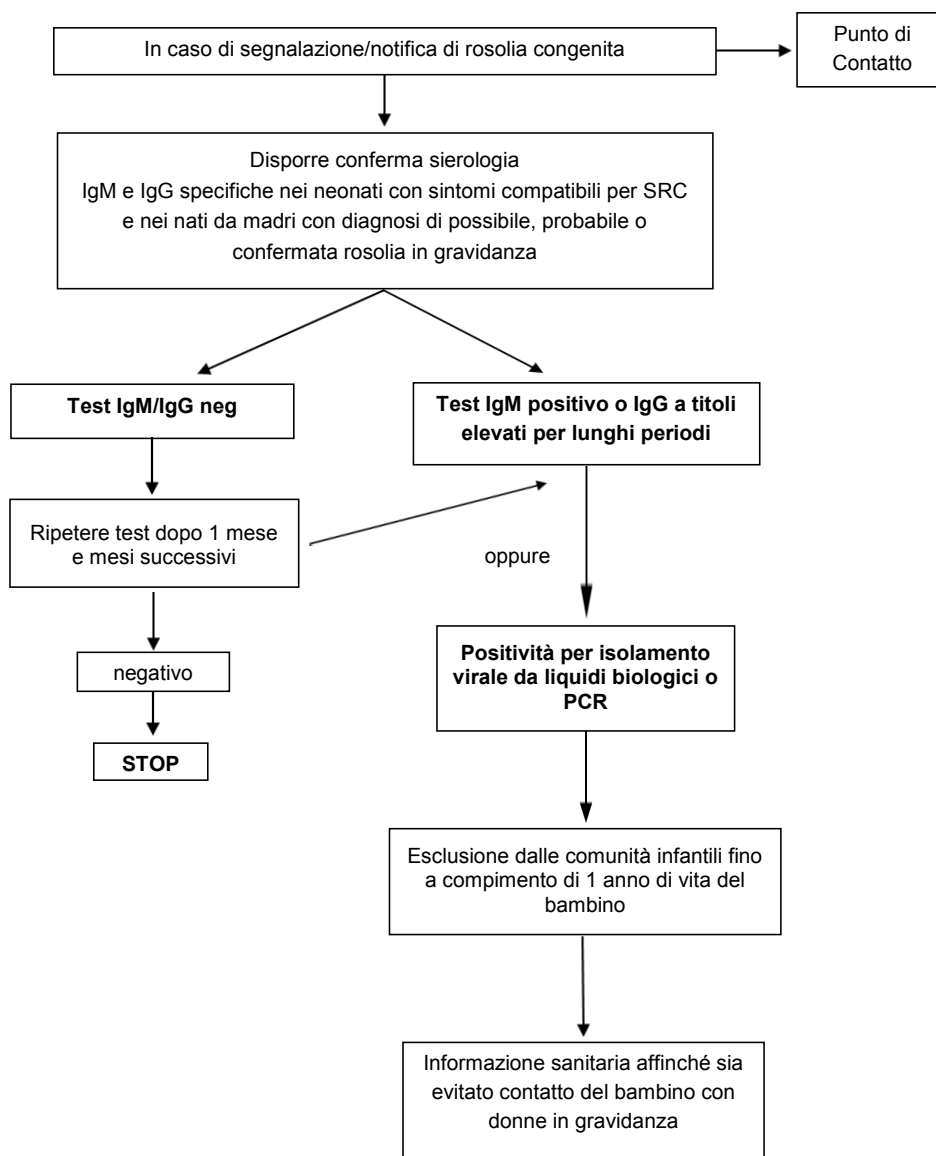 In caso di segnalazione/notifica di rosolia congenita
Punto di
Contatto
Disporre conferma sierologia
IgM e IgG specifiche nei neonati con sintomi compatibili per SRC
e nei nati da madri con diagnosi di possibile, probabile o
confermata rosolia in gravidanza
Test IgM/IgG neg
Test IgM positivo o IgG a titoli
elevati per lunghi periodi
Ripetere test dopo 1 mese
e mesi successivi
oppure
negativo
Positività per isolamento
virale da liquidi biologici o
PCR
STOP
Esclusione dalle comunità infantili fino
a compimento di 1 anno di vita del
bambino
Informazione sanitaria affinché sia
evitato contatto del bambino con
donne in gravidanza